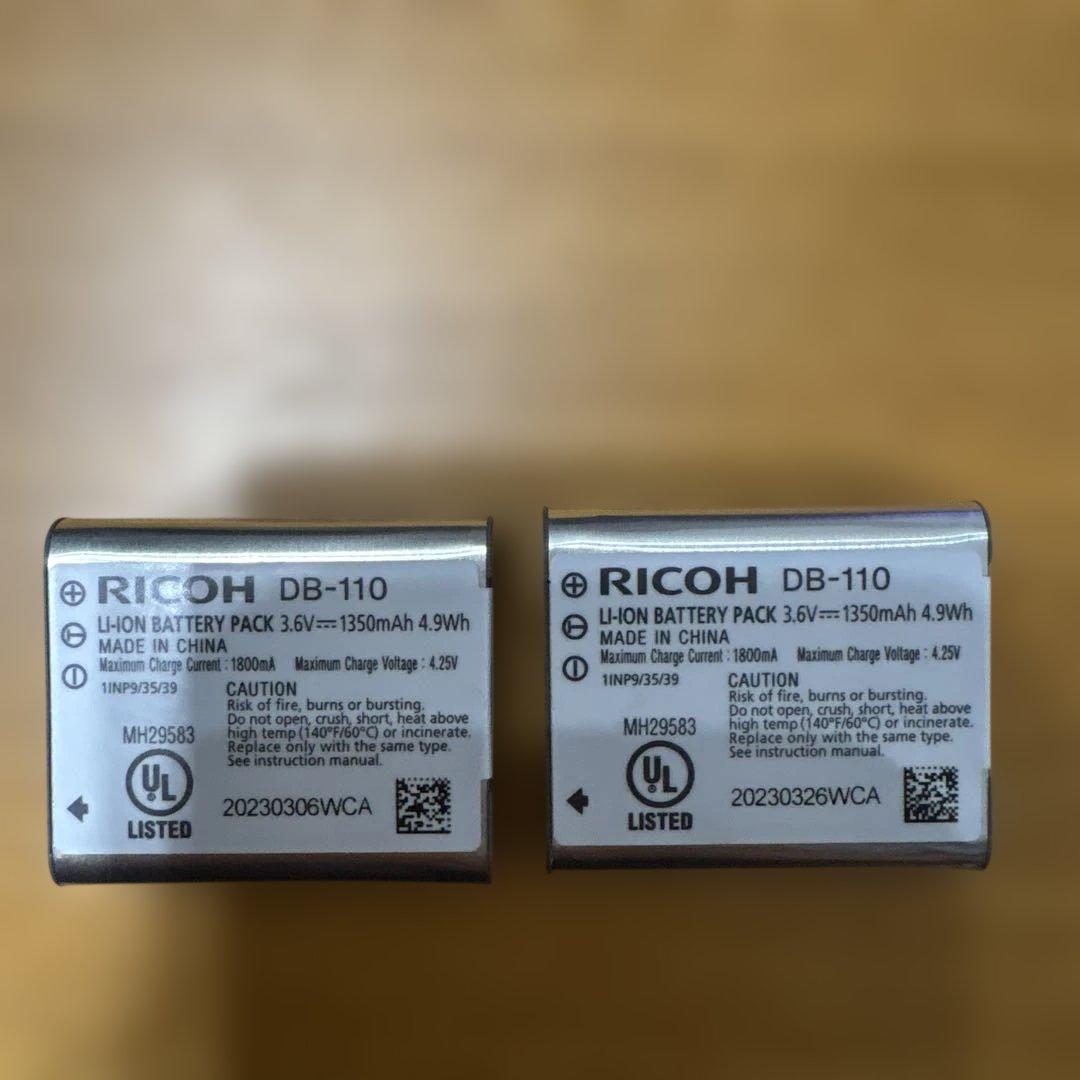 RICOH DB-110
LI-ION BATTERY PACK 3.6V⎓1350mAh 4.9Wh
MADE IN CHINA
Maximum Charge Current : 1800mA Maximum Charge Voltage : 4.25V
1INP9/35/39
CAUTION
Risk of fire, burns or bursting.
Do not open, crush, short, heat above
high temp (140°F/60°C) or incinerate.
Replace only with the same type.
See instruction manual.
MH29583
UL
LISTED
20230306WCA
RICOH DB-110
LI-ION BATTERY PACK 3.6V⎓1350mAh 4.9Wh
MADE IN CHINA
Maximum Charge Current : 1800mA Maximum Charge Voltage : 4.25V
1INP9/35/39
CAUTION
Risk of fire, burns or bursting.
Do not open, crush, short, heat above
high temp (140°F/60°C) or incinerate.
Replace only with the same type.
See instruction manual.
MH29583
UL
LISTED
20230326WCA